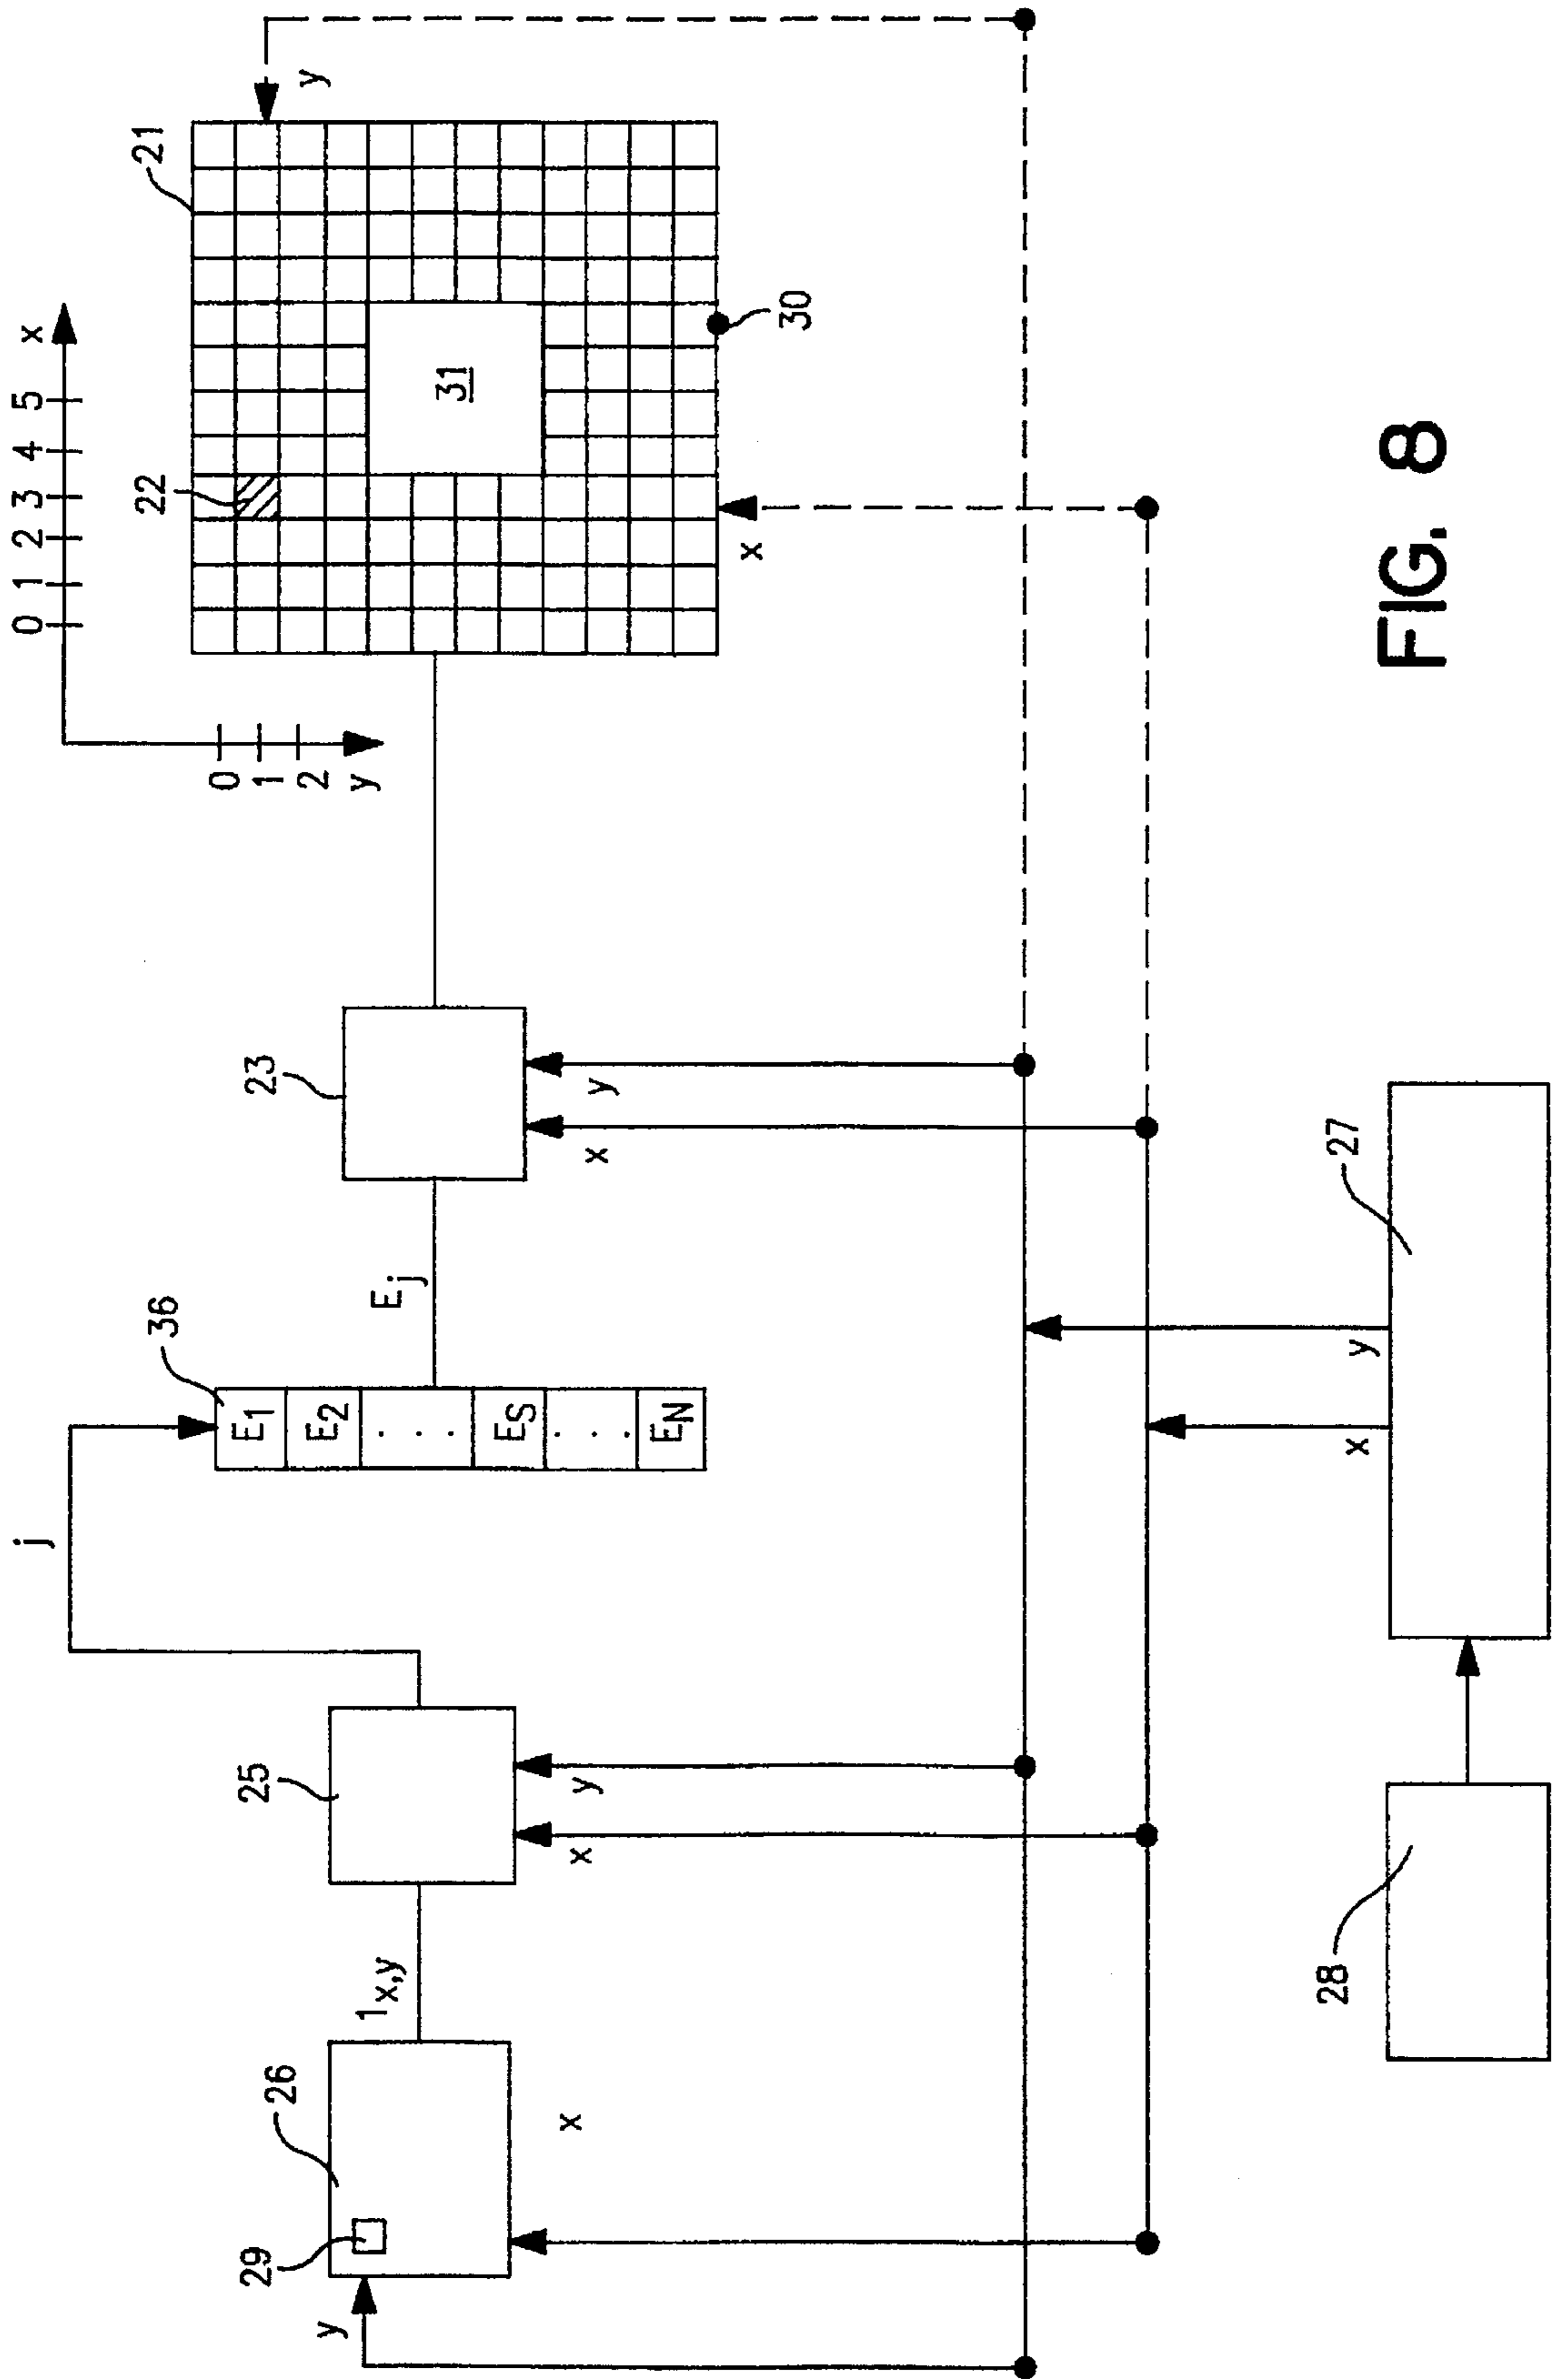 0 1 2 3 4 5 x
0
1
2
y
21
22
y
31
30
x
23
x
y
j
36
E1
E2
. . .
ES
. . .
EN
Ej
25
x
y
1x,y
26
29
y
x
27
x
y
28
FIG. 8